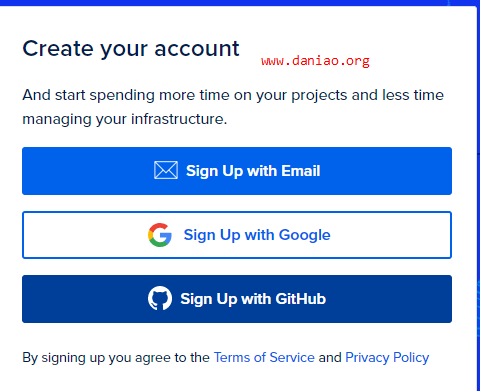 Create your account
www.daniao.org
And start spending more time on your projects and less time
managing your infrastructure.
Sign Up with Email
Sign Up with Google
Sign Up with GitHub
By signing up you agree to the Terms of Service and Privacy Policy